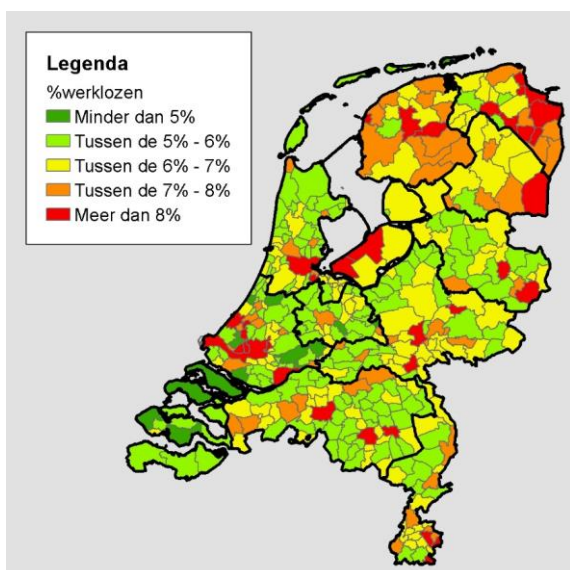 Legenda
%werklozen
Minder dan 5%
Tussen de 5% - 6%
Tussen de 6% - 7%
Tussen de 7% - 8%
Meer dan 8%